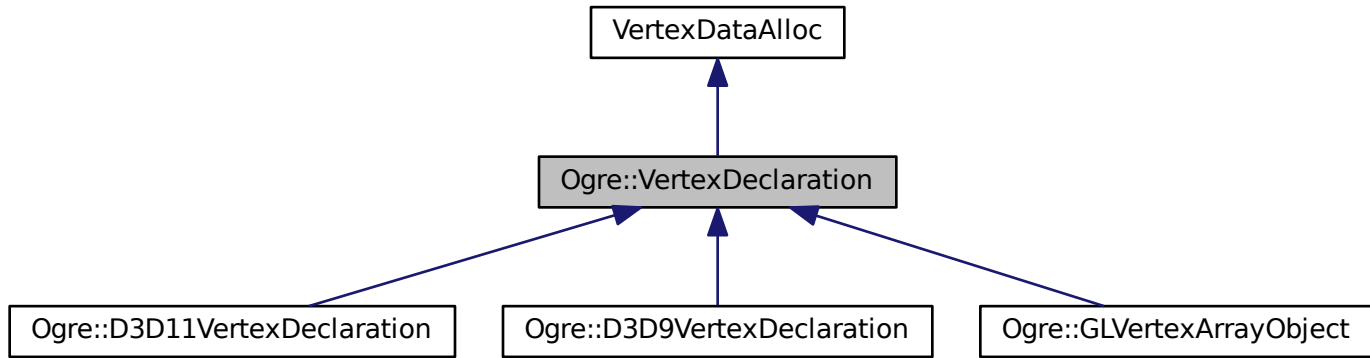 VertexDataAlloc
Ogre::VertexDeclaration
Ogre::D3D11VertexDeclaration
Ogre::D3D9VertexDeclaration
Ogre::GLVertexArrayObject